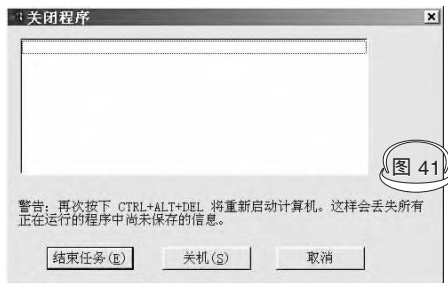 关闭程序
图 41
警告: 再次按下 CTRL+ALT+DEL 将重新启动计算机。这样会丢失所有
正在运行的程序中尚未保存的信息。
结束任务(E) 关机(S) 取消